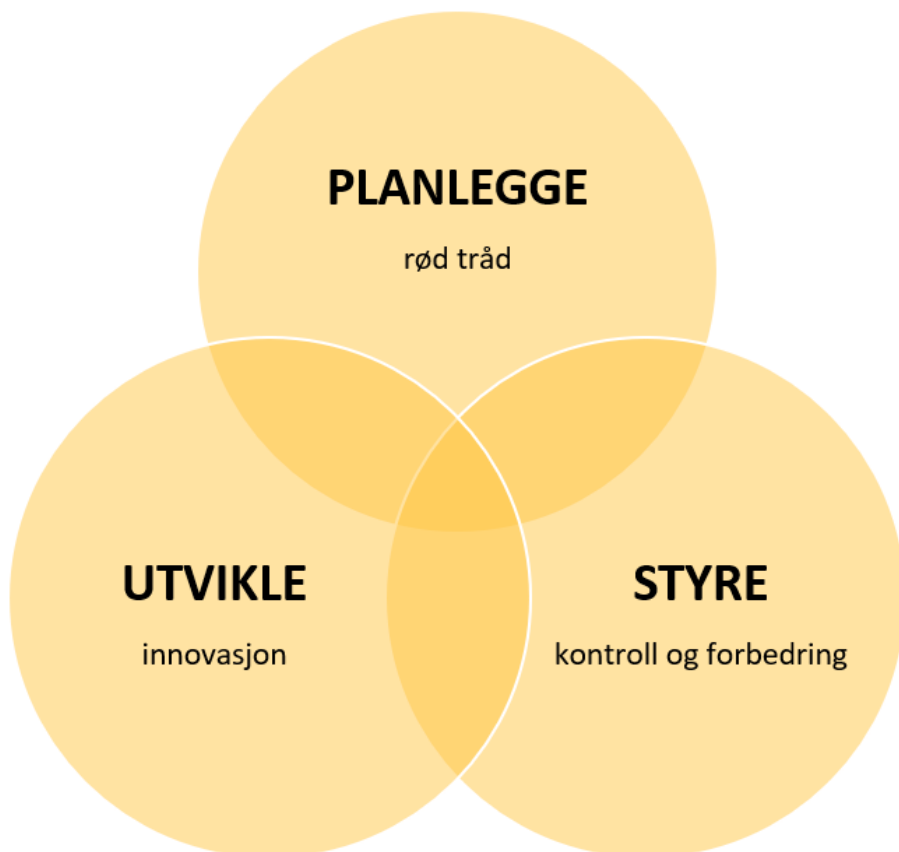 PLANLEGGE
rød tråd
UTVIKLE
innovasjon
STYRE
kontroll og forbedring